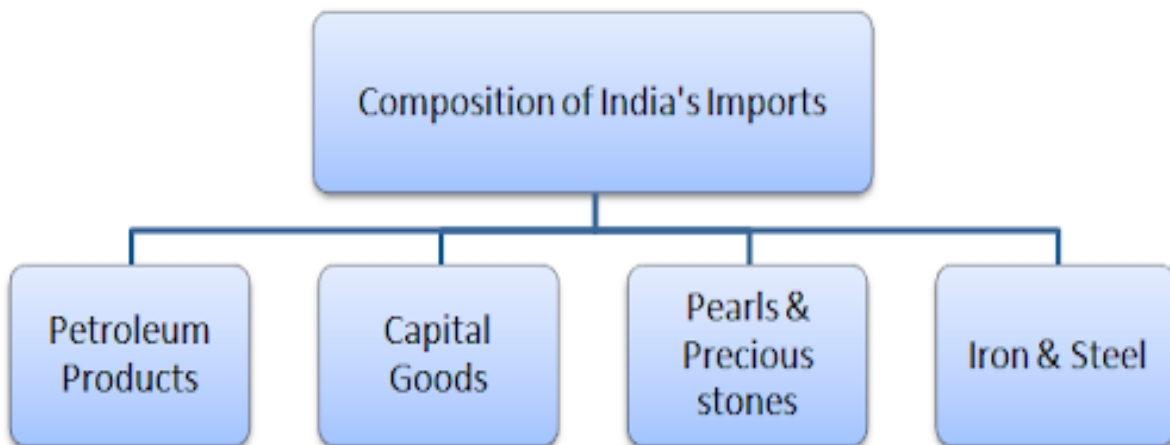 Composition of India's Imports
Petroleum
Products
Capital
Goods
Pearls &
Precious
stones
Iron & Steel